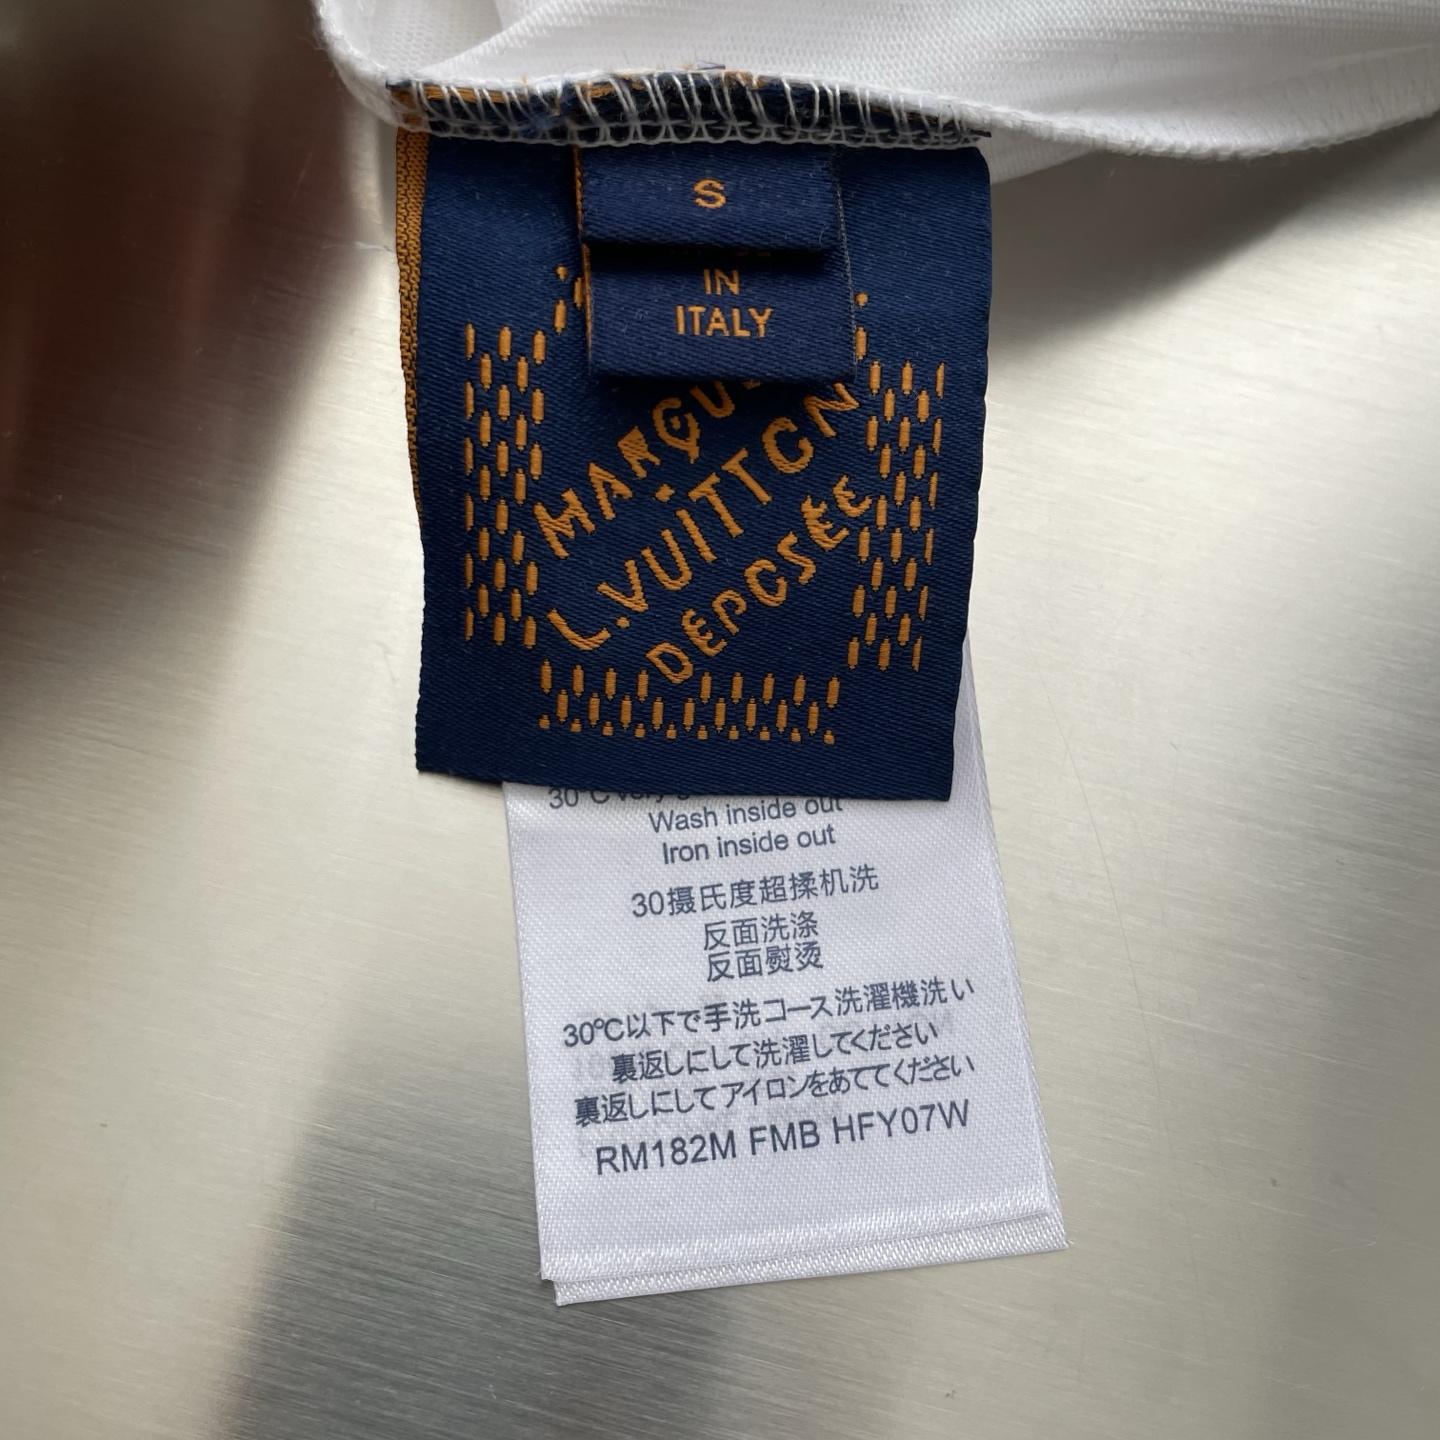 S
IN
ITALY
MARQU
L.VUITTON
DÉPOSÉE
30°C very
Wash inside out
Iron inside out
30摄氏度超揉机洗
反面洗涤
反面熨烫
30℃以下で手洗コース洗濯機洗い
裏返しにして洗濯してください
裏返しにしてアイロンをあててください
RM182M FMB HFY07W